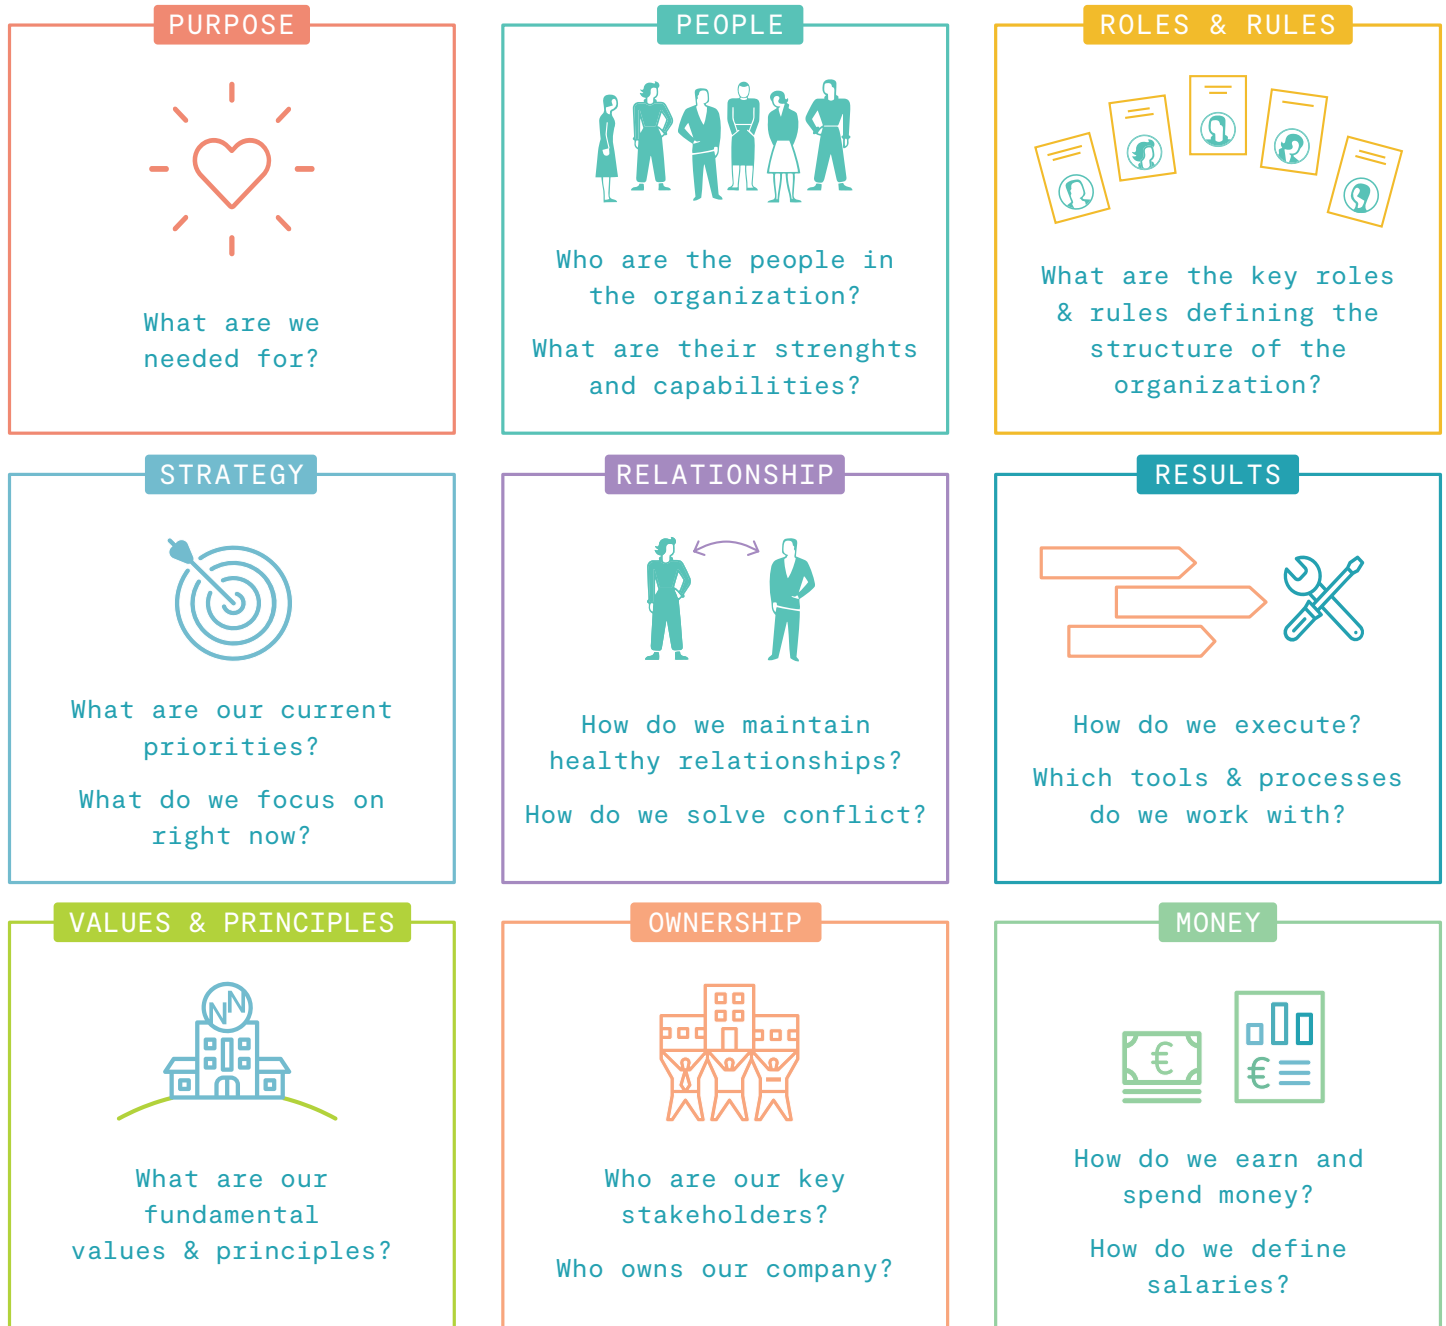 PURPOSE
What are we
needed for?
PEOPLE
Who are the people in
the organization?
What are their strenghts
and capabilities?
ROLES & RULES
What are the key roles
& rules defining the
structure of the
organization?
STRATEGY
What are our current
priorities?
What do we focus on
right now?
RELATIONSHIP
How do we maintain
healthy relationships?
How do we solve conflict?
RESULTS
How do we execute?
Which tools & processes
do we work with?
VALUES & PRINCIPLES
NN
What are our
fundamental
values & principles?
OWNERSHIP
Who are our key
stakeholders?
Who owns our company?
MONEY
€
€
How do we earn and
spend money?
How do we define
salaries?